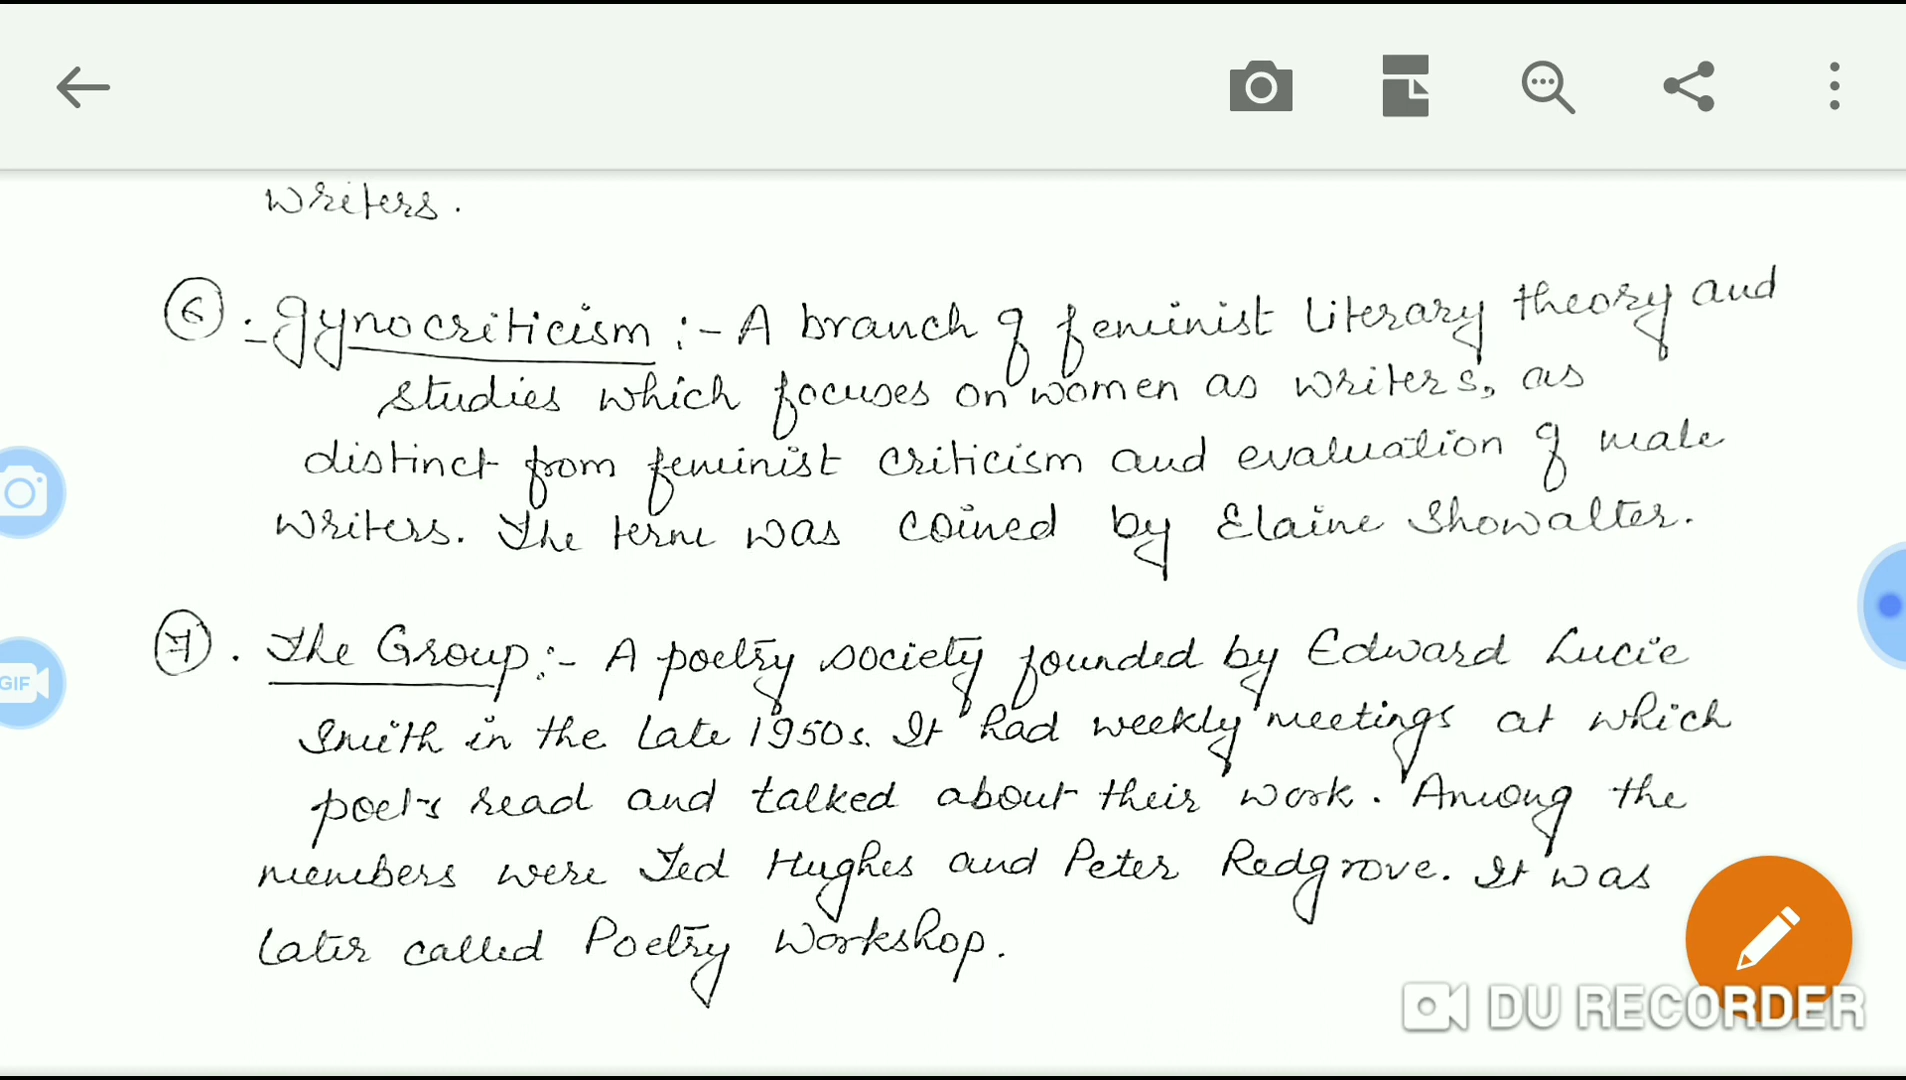 writers.
⑥ :- Gynocriticism :- A branch of feminist literary theory and
studies which focuses on women as writers, as
distinct from feminist criticism and evaluation of male
writers. The term was coined by Elaine Showalter.
⑦. The Group :- A poetry society founded by Edward Lucie
Smith in the late 1950s. It had weekly meetings at which
poets read and talked about their work. Among the
members were Ted Hughes and Peter Redgrove. It was
later called Poetry Workshop.
GIF
DU RECORDER